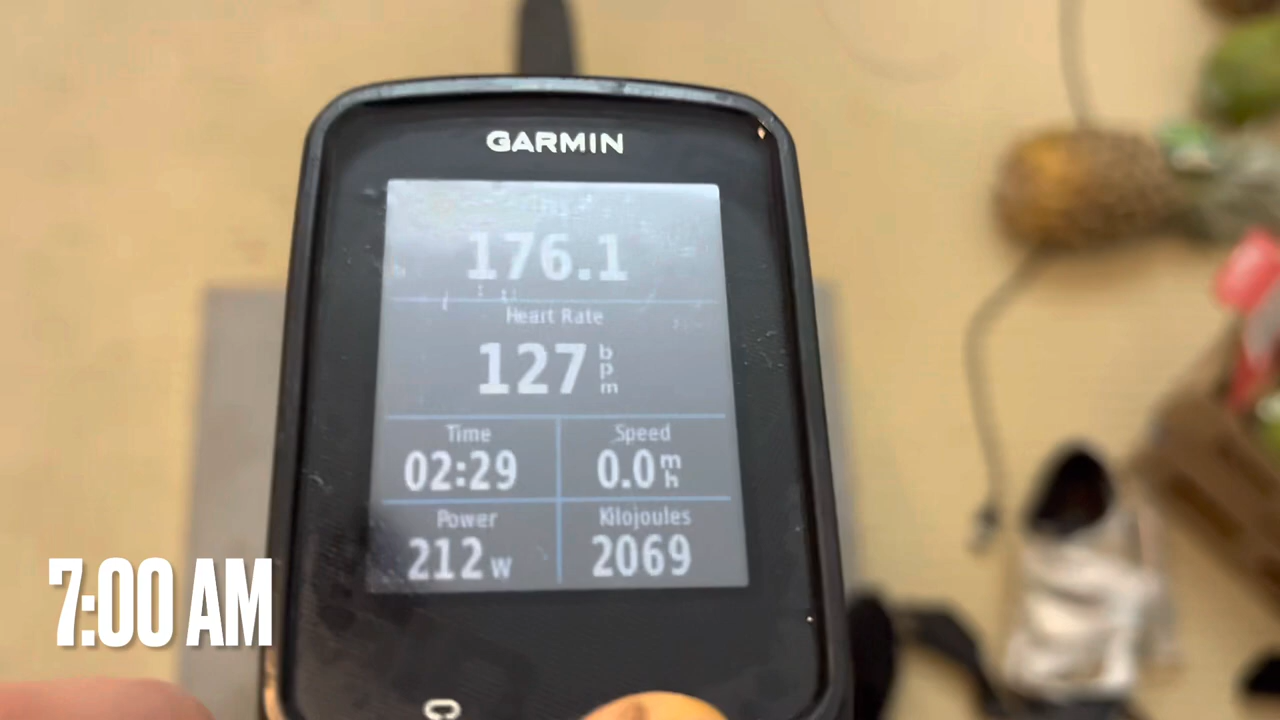 GARMIN
176.1
Heart Rate
127 bpm
Time
Speed
02:29
0.0 mh
Power
Kilojoules
212 w
2069
7:00 AM